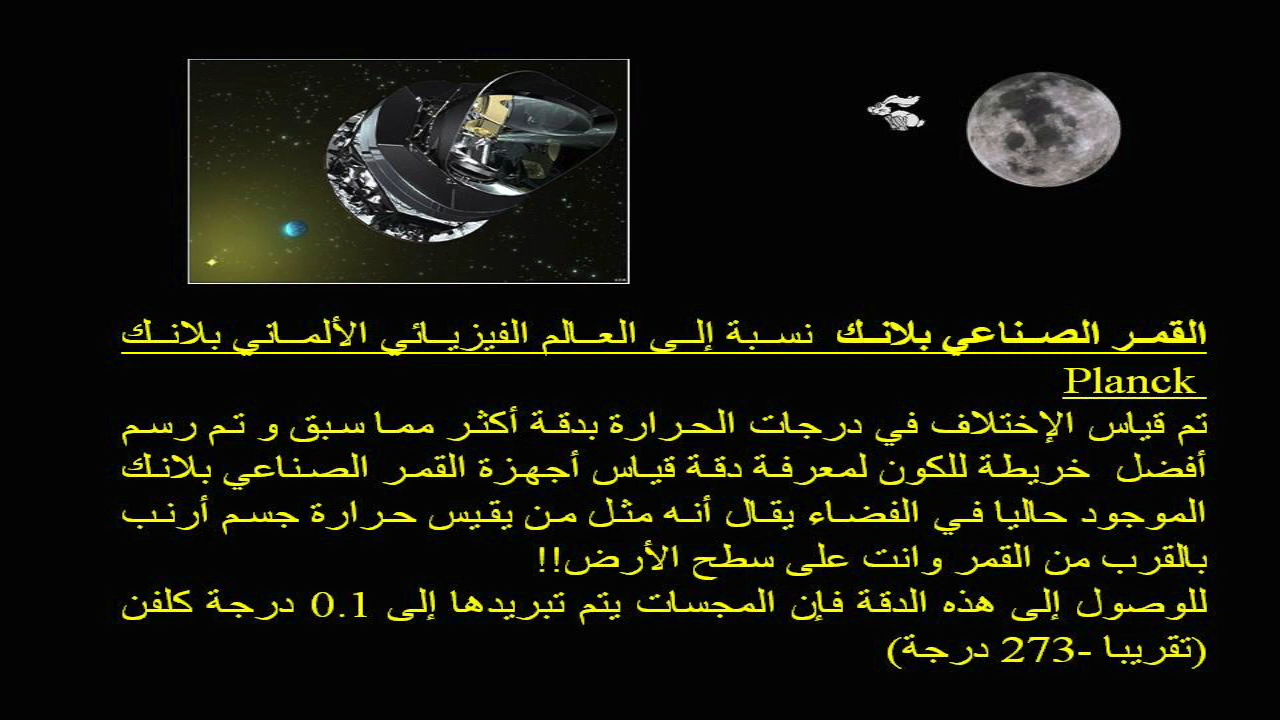 القمر الصناعي بلانك نسبة إلى العالم الفيزيائي الألماني بلانك
Planck
تم قياس الإختلاف في درجات الحرارة بدقة أكثر مما سبق و تم رسم
أفضل خريطة للكون لمعرفة دقة قياس أجهزة القمر الصناعي بلانك
الموجود حاليا في الفضاء يقال أنه مثل من يقيس حرارة جسم أرنب
بالقرب من القمر وانت على سطح الأرض!!
للوصول إلى هذه الدقة فإن المجسات يتم تبريدها إلى 0.1 درجة كلفن
(تقريبا -273 درجة)